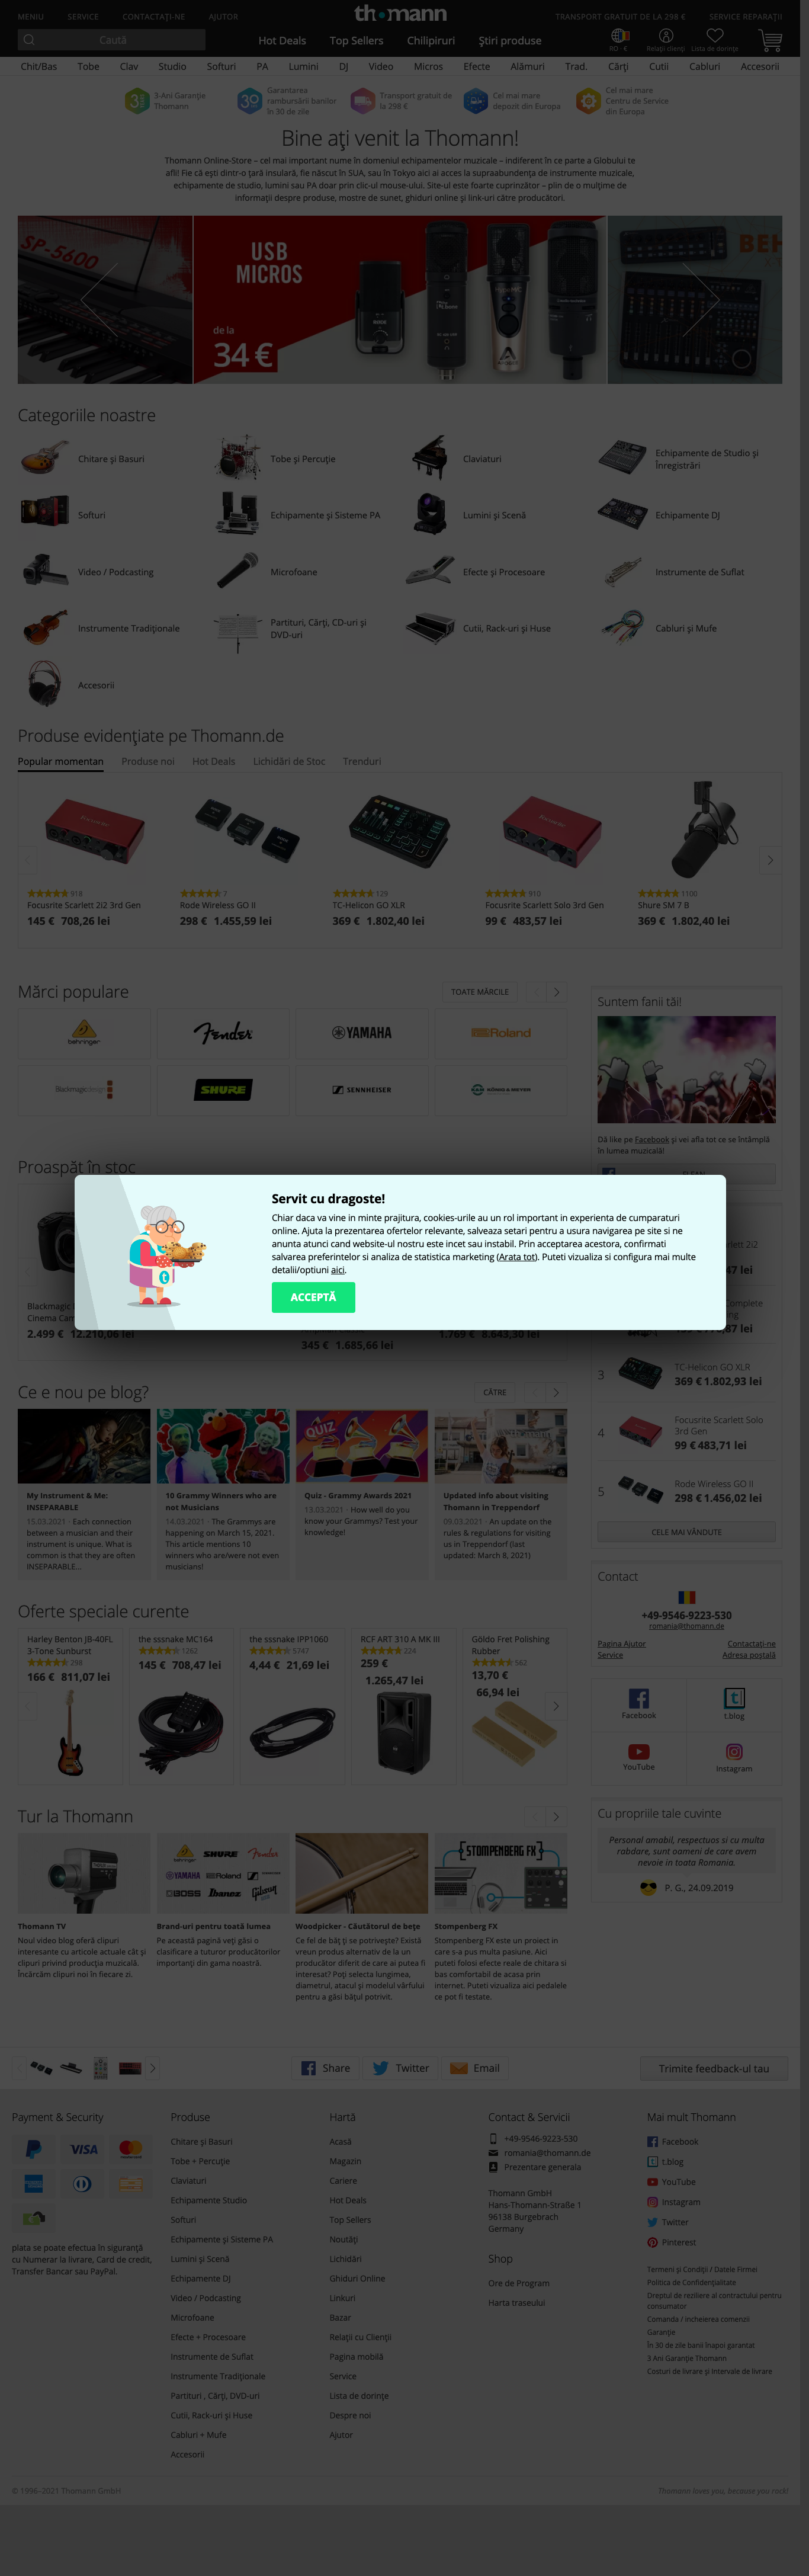 MENIU SERVICE CONTACTAȚI-NE AJUTOR
th•mann
TRANSPORT GRATUIT DE LA 298 € SERVICE REPARAȚII
Caută
Hot Deals Top Sellers Chilipiruri Știri produse
RO · € Relații clienți Lista de dorințe
Chit/Bas Tobe Clav Studio Softuri PA Lumini DJ Video Micros Efecte Alămuri Trad. Cărți Cutii Cabluri Accesorii
3-Ani Garanție
Thomann
Garantarea
rambursării banilor
în 30 de zile
Transport gratuit de
la 298 €
Cel mai mare
depozit din Europa
Cel mai mare
Centru de Service
din Europa
Bine ați venit la Thomann!
Thomann Online-Store – cel mai important nume în domeniul echipamentelor muzicale – indiferent în ce parte a Globului te
afli! Fie că ești dintr-o țară insulară, fie născut în SUA, sau în Tokyo aici ai acces la supraabundența de instrumente muzicale,
echipamente de studio, lumini sau PA doar prin clic-ul mouse-ului. Site-ul este foarte cuprinzător – plin de o mulțime de
informații despre produse, mostre de sunet, ghiduri online și link-uri către producători.
SP-5600
USB
MICROS
de la
34 €
BEH
Categoriile noastre
Chitare și Basuri
Tobe și Percuție
Claviaturi
Echipamente de Studio și
Înregistrări
Softuri
Echipamente și Sisteme PA
Lumini și Scenă
Echipamente DJ
Video / Podcasting
Microfoane
Efecte și Procesoare
Instrumente de Suflat
Instrumente Tradiționale
Partituri, Cărți, CD-uri și
DVD-uri
Cutii, Rack-uri și Huse
Cabluri și Mufe
Accesorii
Produse evidențiate pe Thomann.de
Popular momentan Produse noi Hot Deals Lichidări de Stoc Trenduri
918
Focusrite Scarlett 2i2 3rd Gen
145 € 708,26 lei
7
Rode Wireless GO II
298 € 1.455,59 lei
129
TC-Helicon GO XLR
369 € 1.802,40 lei
910
Focusrite Scarlett Solo 3rd Gen
99 € 483,57 lei
1100
Shure SM 7 B
369 € 1.802,40 lei
Mărci populare
TOATE MĂRCILE
behringer
Fender
YAMAHA
Roland
Blackmagicdesign
SHURE
SENNHEISER
KÖNIG & MEYER
Suntem fanii tăi!
Dă like pe Facebook și vei afla tot ce se întâmplă
în lumea muzicală!
Proaspăt în stoc
Servit cu dragoste!
Chiar daca va vine in minte prajitura, cookies-urile au un rol important in experienta de cumparaturi
online. Ajuta la prezentarea ofertelor relevante, salveaza setari pentru a usura navigarea pe site si ne
anunta atunci cand website-ul nostru este incet sau instabil. Prin acceptarea acestora, confirmati
salvarea preferintelor si analiza de statistica marketing (Arata tot). Puteti vizualiza si configura mai multe
detalii/optiuni aici.
ACCEPTĂ
Blackmagic
Cinema Cam
2.499 € 12.210,06 lei
345 € 1.685,66 lei
1.769 € 8.643,30 lei
3
TC-Helicon GO XLR
369 € 1.802,93 lei
4
Focusrite Scarlett Solo
3rd Gen
99 € 483,71 lei
5
Rode Wireless GO II
298 € 1.456,02 lei
CELE MAI VÂNDUTE
Ce e nou pe blog?
CĂTRE
My Instrument & Me:
INSEPARABLE
15.03.2021 · Each connection
between a musician and their
instrument is unique. What is
common is that they are often
INSEPARABLE...
10 Grammy Winners who are
not Musicians
14.03.2021 · The Grammys are
happening on March 15, 2021.
This article mentions 10
winners who are/were not even
musicians!
QUIZ
Quiz - Grammy Awards 2021
13.03.2021 · How well do you
know your Grammys? Test your
knowledge!
Updated info about visiting
Thomann in Treppendorf
09.03.2021 · An update on the
rules & regulations for visiting
us in Treppendorf (last
updated: March 8, 2021)
Contact
+49-9546-9223-530
romania@thomann.de
Pagina Ajutor Contactați-ne
Service Adresa poștală
Facebook
t.blog
YouTube
Instagram
Oferte speciale curente
Harley Benton JB-40FL
3-Tone Sunburst
298
166 € 811,07 lei
the sssnake MC164
1262
145 € 708,47 lei
the sssnake IPP1060
5747
4,44 € 21,69 lei
RCF ART 310 A MK III
224
259 €
1.265,47 lei
Göldo Fret Polishing
Rubber
562
13,70 €
66,94 lei
Cu propriile tale cuvinte
Personal amabil, respectuos si cu multa
rabdare, sunt oameni de care avem
nevoie in toata Romania.
P. G., 24.09.2019
Tur la Thomann
behringer SHURE Fender
YAMAHA Roland SENNHEISER
BOSS Ibanez Gibson
STOMPENBERG FX
Thomann TV
Noul video blog oferă clipuri
interesante cu articole actuale cât și
clipuri privind producția muzicală.
Încărcăm clipuri noi în fiecare zi.
Brand-uri pentru toată lumea
Pe această pagină veți găsi o
clasificare a tuturor producătorilor
importanți din gama noastră.
Woodpicker - Căutătorul de bețe
Ce fel de băț ți se potrivește? Există
vreun produs alternativ de la un
producător diferit de care ai putea fi
interesat? Poți selecta lungimea,
diametrul, atacul și modelul vârfului
pentru a găsi bățul potrivit.
Stompenberg FX
Stompenberg FX este un proiect in
care s-a pus multa pasiune. Aici
puteti folosi efecte reale de chitara si
bas comfortabil de acasa prin
internet. Puteti vizualiza aici pedalele
ce pot fi testate.
Share Twitter Email
Trimite feedback-ul tau
Payment & Security
VISA
plata se poate efectua în siguranță
cu Numerar la livrare, Card de credit,
Transfer Bancar sau PayPal.
Produse
Chitare și Basuri
Tobe + Percuție
Claviaturi
Echipamente Studio
Softuri
Echipamente și Sisteme PA
Lumini și Scenă
Echipamente DJ
Video / Podcasting
Microfoane
Efecte + Procesoare
Instrumente de Suflat
Instrumente Tradiționale
Partituri , Cărți, DVD-uri
Cutii, Rack-uri și Huse
Cabluri + Mufe
Accesorii
Hartă
Acasă
Magazin
Cariere
Hot Deals
Top Sellers
Noutăți
Lichidări
Ghiduri Online
Linkuri
Bazar
Relații cu Clienții
Pagina mobilă
Service
Lista de dorințe
Despre noi
Ajutor
Contact & Servicii
+49-9546-9223-530
romania@thomann.de
Prezentare generala
Thomann GmbH
Hans-Thomann-Straße 1
96138 Burgebrach
Germany
Shop
Ore de Program
Harta traseului
Mai mult Thomann
Facebook
t.blog
YouTube
Instagram
Twitter
Pinterest
Termeni și Condiții / Datele Firmei
Politica de Confidențialitate
Dreptul de reziliere al contractului pentru
consumator
Comanda / Incheierea comenzii
Garanție
În 30 de zile banii înapoi garantat
3 Ani Garanție Thomann
Costuri de livrare și intervale de livrare
© 1996–2021 Thomann GmbH
Thomann loves you, because you rock!